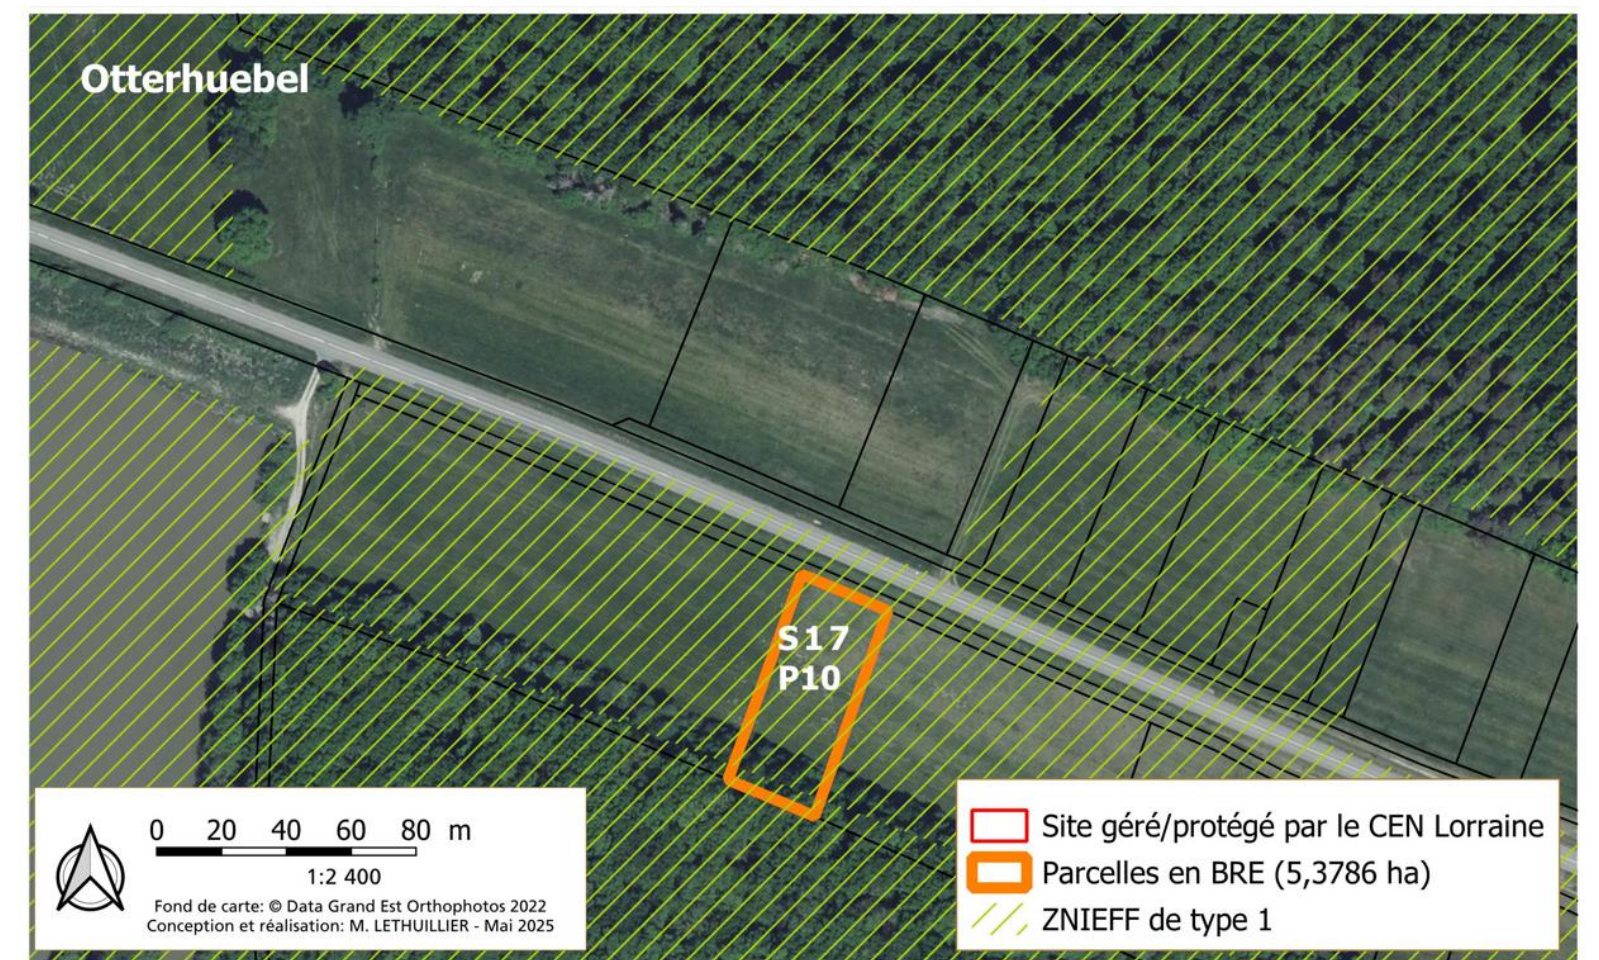 Otterhuebel
S17
P10
0 20 40 60 80 m
1:2 400
Fond de carte: © Data Grand Est Orthophotos 2022
Conception et réalisation: M. LETHUILLIER - Mai 2025
Site géré/protégé par le CEN Lorraine
Parcelles en BRE (5,3786 ha)
ZNIEFF de type 1